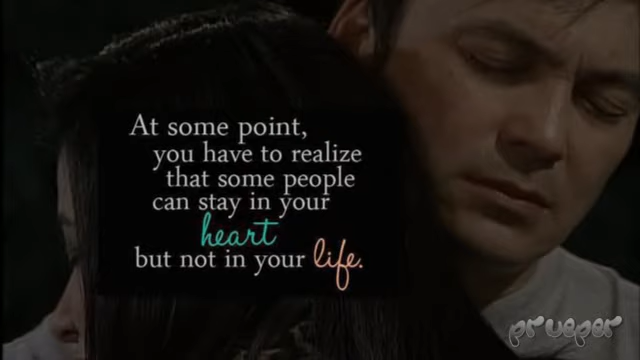 At some point,
you have to realize
that some people
can stay in your
heart
but not in your life.
prueper